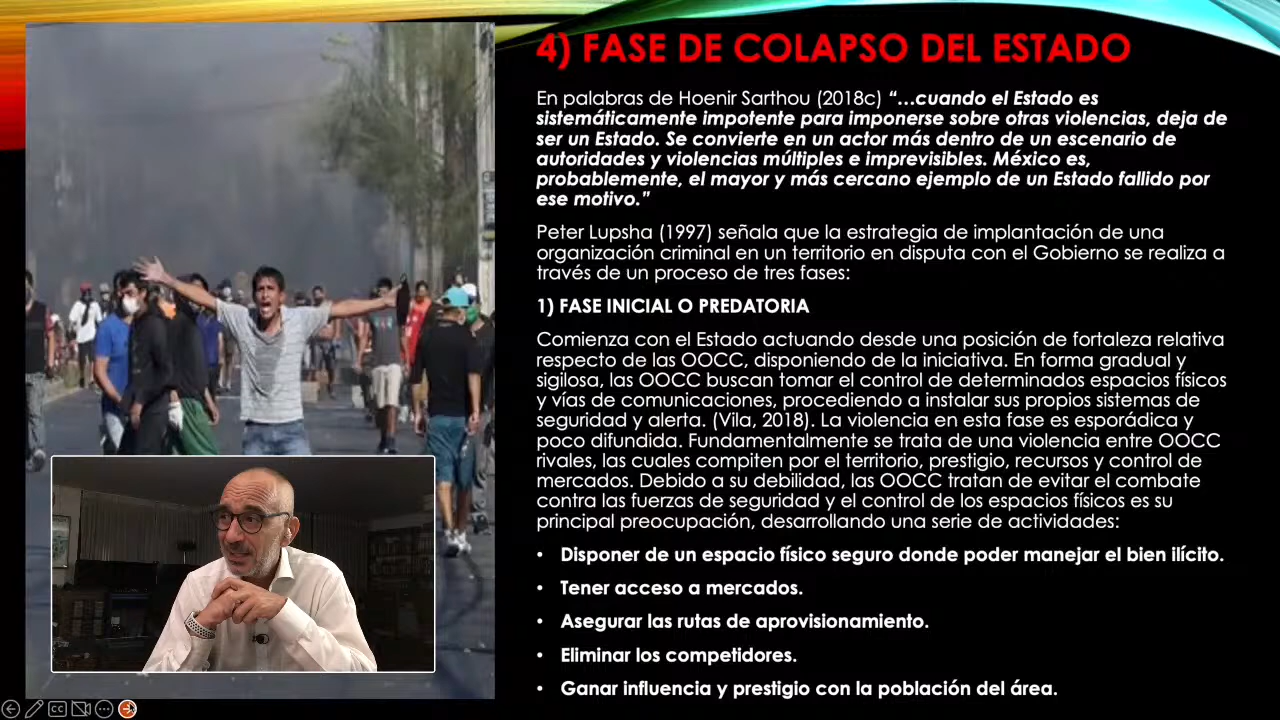 4) FASE DE COLAPSO DEL ESTADO
En palabras de Hoenir Sarthou (2018c) “…cuando el Estado es
sistemáticamente impotente para imponerse sobre otras violencias, deja de
ser un Estado. Se convierte en un actor más dentro de un escenario de
autoridades y violencias múltiples e imprevisibles. México es,
probablemente, el mayor y más cercano ejemplo de un Estado fallido por
ese motivo.”
Peter Lupsha (1997) señala que la estrategia de implantación de una
organización criminal en un territorio en disputa con el Gobierno se realiza a
través de un proceso de tres fases:
1) FASE INICIAL O PREDATORIA
Comienza con el Estado actuando desde una posición de fortaleza relativa
respecto de las OOCC, disponiendo de la iniciativa. En forma gradual y
sigilosa, las OOCC buscan tomar el control de determinados espacios físicos
y vías de comunicaciones, procediendo a instalar sus propios sistemas de
seguridad y alerta. (Vila, 2018). La violencia en esta fase es esporádica y
poco difundida. Fundamentalmente se trata de una violencia entre OOCC
rivales, las cuales compiten por el territorio, prestigio, recursos y control de
mercados. Debido a su debilidad, las OOCC tratan de evitar el combate
contra las fuerzas de seguridad y el control de los espacios físicos es su
principal preocupación, desarrollando una serie de actividades:
• Disponer de un espacio físico seguro donde poder manejar el bien ilícito.
• Tener acceso a mercados.
• Asegurar las rutas de aprovisionamiento.
• Eliminar los competidores.
• Ganar influencia y prestigio con la población del área.
CC